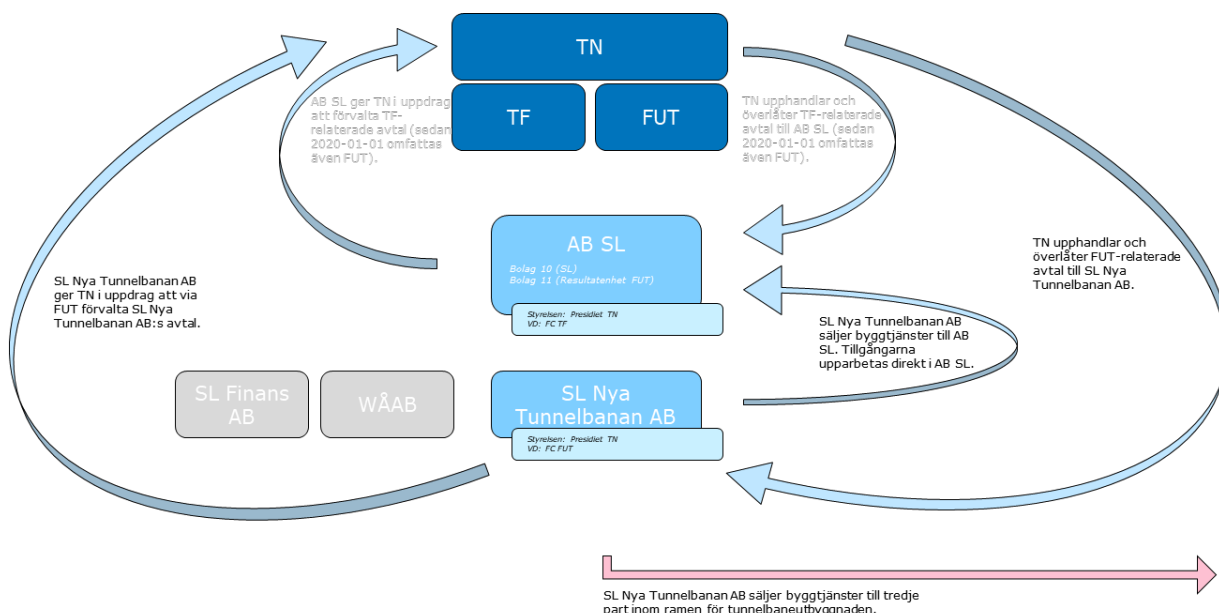 TN
TF
FUT
AB SL ger TN i uppdrag
att förvalta TF-
relaterade avtal (sedan
2020-01-01 omfattas
även FUT).
TN upphandlar och
överlåter TF-relaterade
avtal till AB SL (sedan
2020-01-01 omfattas
även FUT).
AB SL
Bolag 10 (SL)
Bolag 11 (Resultatenhet FUT)
Styrelsen: Presidiet TN
VD: FC TF
TN upphandlar och
överlåter FUT-relaterade
avtal till SL Nya
Tunnelbanan AB.
SL Nya Tunnelbanan AB
ger TN i uppdrag att via
FUT förvalta SL Nya
Tunnelbanan AB:s avtal.
SL Nya Tunnelbanan AB
säljer byggtjänster till AB
SL. Tillgångarna
upparbetas direkt i AB SL.
SL Finans
AB
WÅAB
SL Nya
Tunnelbanan AB
Styrelsen: Presidiet TN
VD: FC FUT
SL Nya Tunnelbanan AB säljer byggtjänster till tredje
part inom ramen för tunnelbaneutbyggnaden.